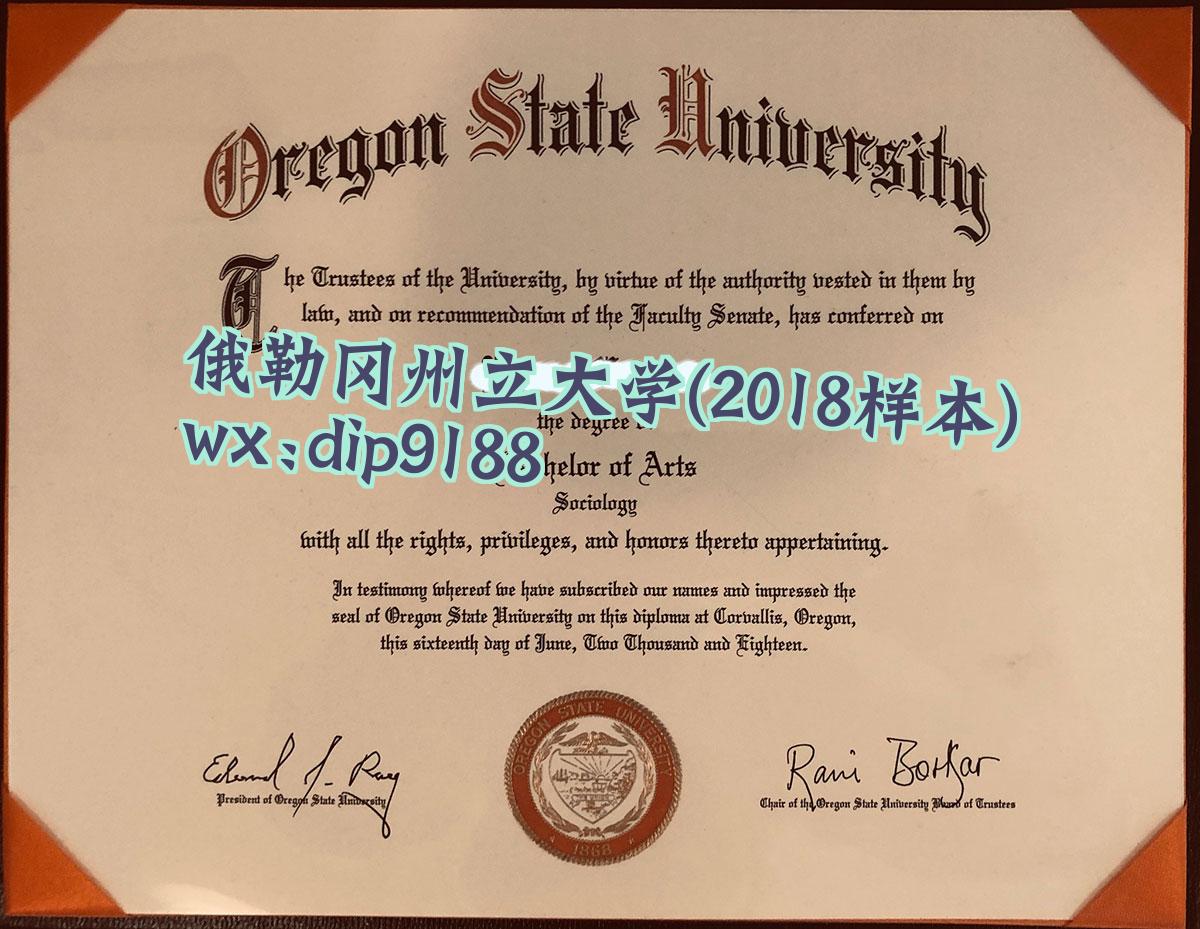 Oregon State University
The Trustees of the University, by virtue of the authority vested in them by
law, and on recommendation of the Faculty Senate, has conferred on
俄勒冈州立大学(2018样本)
the degree
wx:dip9188
of Arts
Sociology
with all the rights, privileges, and honors thereto appertaining.
In testimony whereof we have subscribed our names and impressed the
seal of Oregon State University on this diploma at Corvallis, Oregon,
this sixteenth day of June, Two Thousand and Eighteen.
OREGON STATE UNIVERSITY
1868
Edward J. Ray
President of Oregon State University
Rani Borkar
Chair of the Oregon State University Board of Trustees